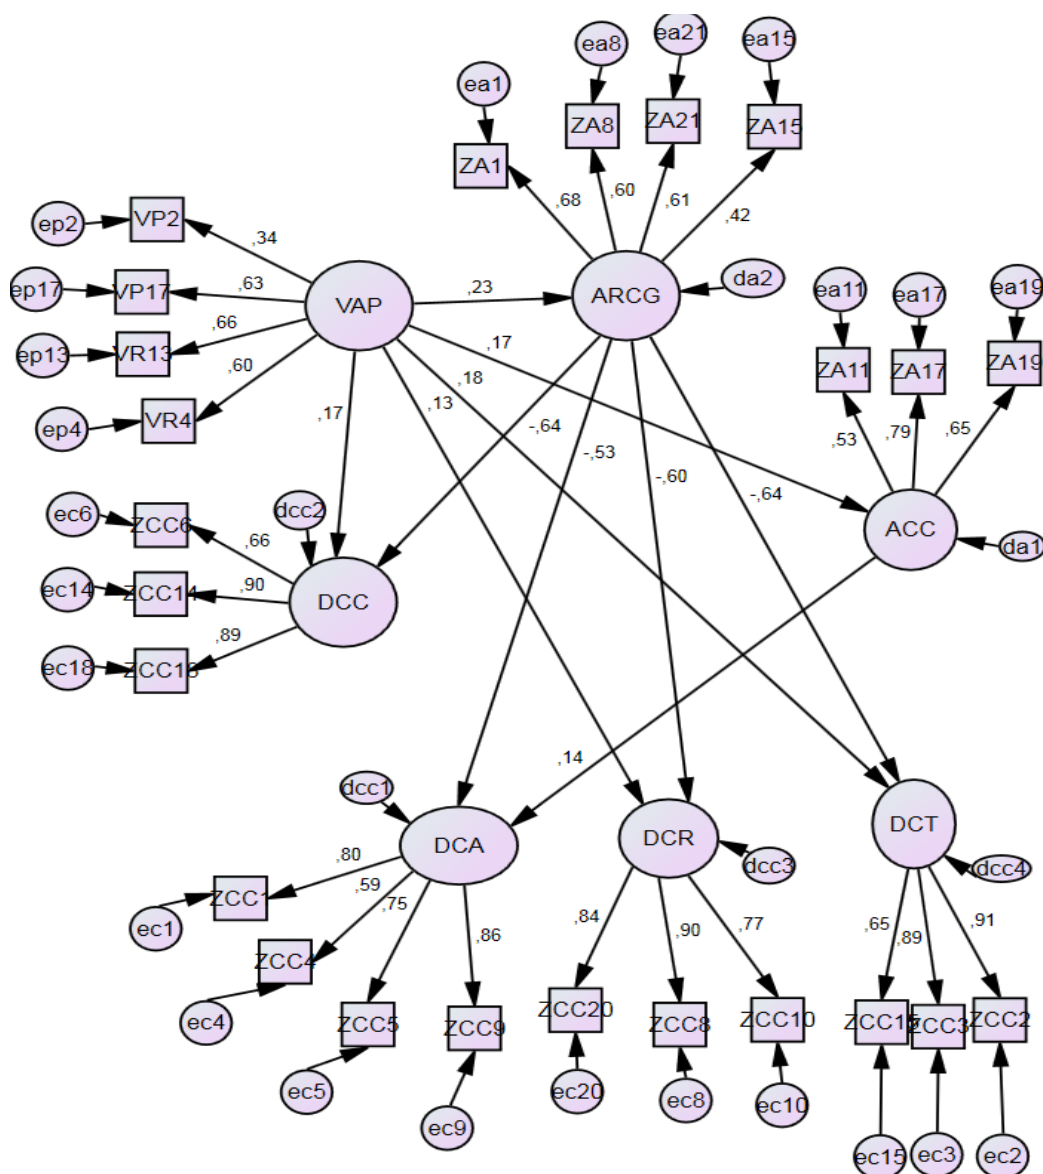 ea1
ea8
ea21
ea15
ZA1
ZA8
ZA21
ZA15
,68
,60
,61
,42
ep2
VP2
,34
ep17
VP17
,63
ep13
VR13
,66
ep4
VR4
,60
VAP
,23
ARCG
da2
ea11
ea17
ea19
ZA11
ZA17
ZA19
,53
,79
,65
,17
,18
,13
,17
-,64
-,53
-,60
-,64
ACC
da1
ec6
ZCC6
,66
dcc2
ec14
ZCC14
,90
DCC
ec18
ZCC18
,89
,14
dcc1
DCA
DCR
dcc3
DCT
dcc4
,80
,59
,75
,86
,84
,90
,77
,65
,89
,91
ZCC1
ZCC4
ZCC5
ZCC9
ZCC20
ZCC8
ZCC10
ZCC15
ZCC3
ZCC2
ec1
ec4
ec5
ec9
ec20
ec8
ec10
ec15
ec3
ec2